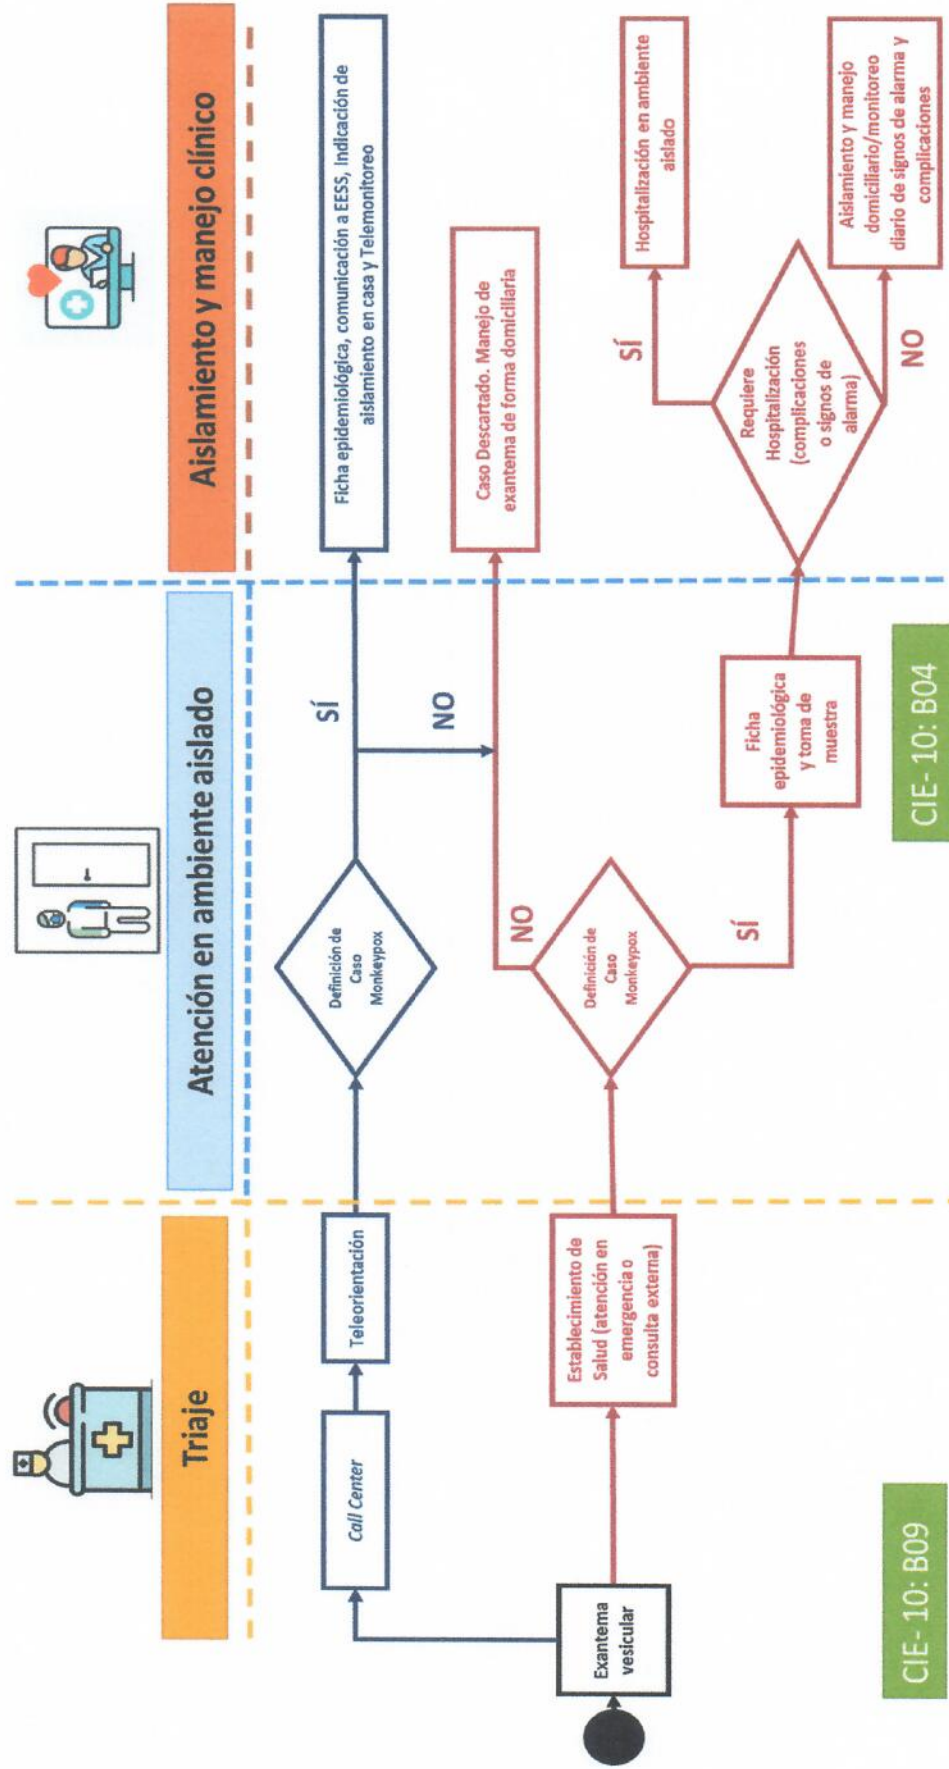 Triaje
Atención en ambiente aislado
Aislamiento y manejo clínico
Call Center
Teleorientación
Definición de
Caso
Monkeypox
SÍ
NO
Ficha epidemiológica, comunicación a EESS, Indicación de
aislamiento en casa y Telemonitoreo
Exantema
vesicular
Establecimiento de
Salud (atención en
emergencia o
consulta externa)
Definición de
Caso
Monkeypox
NO
SÍ
Caso Descartado. Manejo de
exantema de forma domiciliaria
Ficha
epidemiológica
y toma de
muestra
Requiere
Hospitalización
(complicaciones
o signos de
alarma)
SÍ
NO
Hospitalización en ambiente
aislado
Aislamiento y manejo
domiciliario/monitoreo
diario de signos de alarma y
complicaciones
CIE- 10: B09
CIE- 10: B04